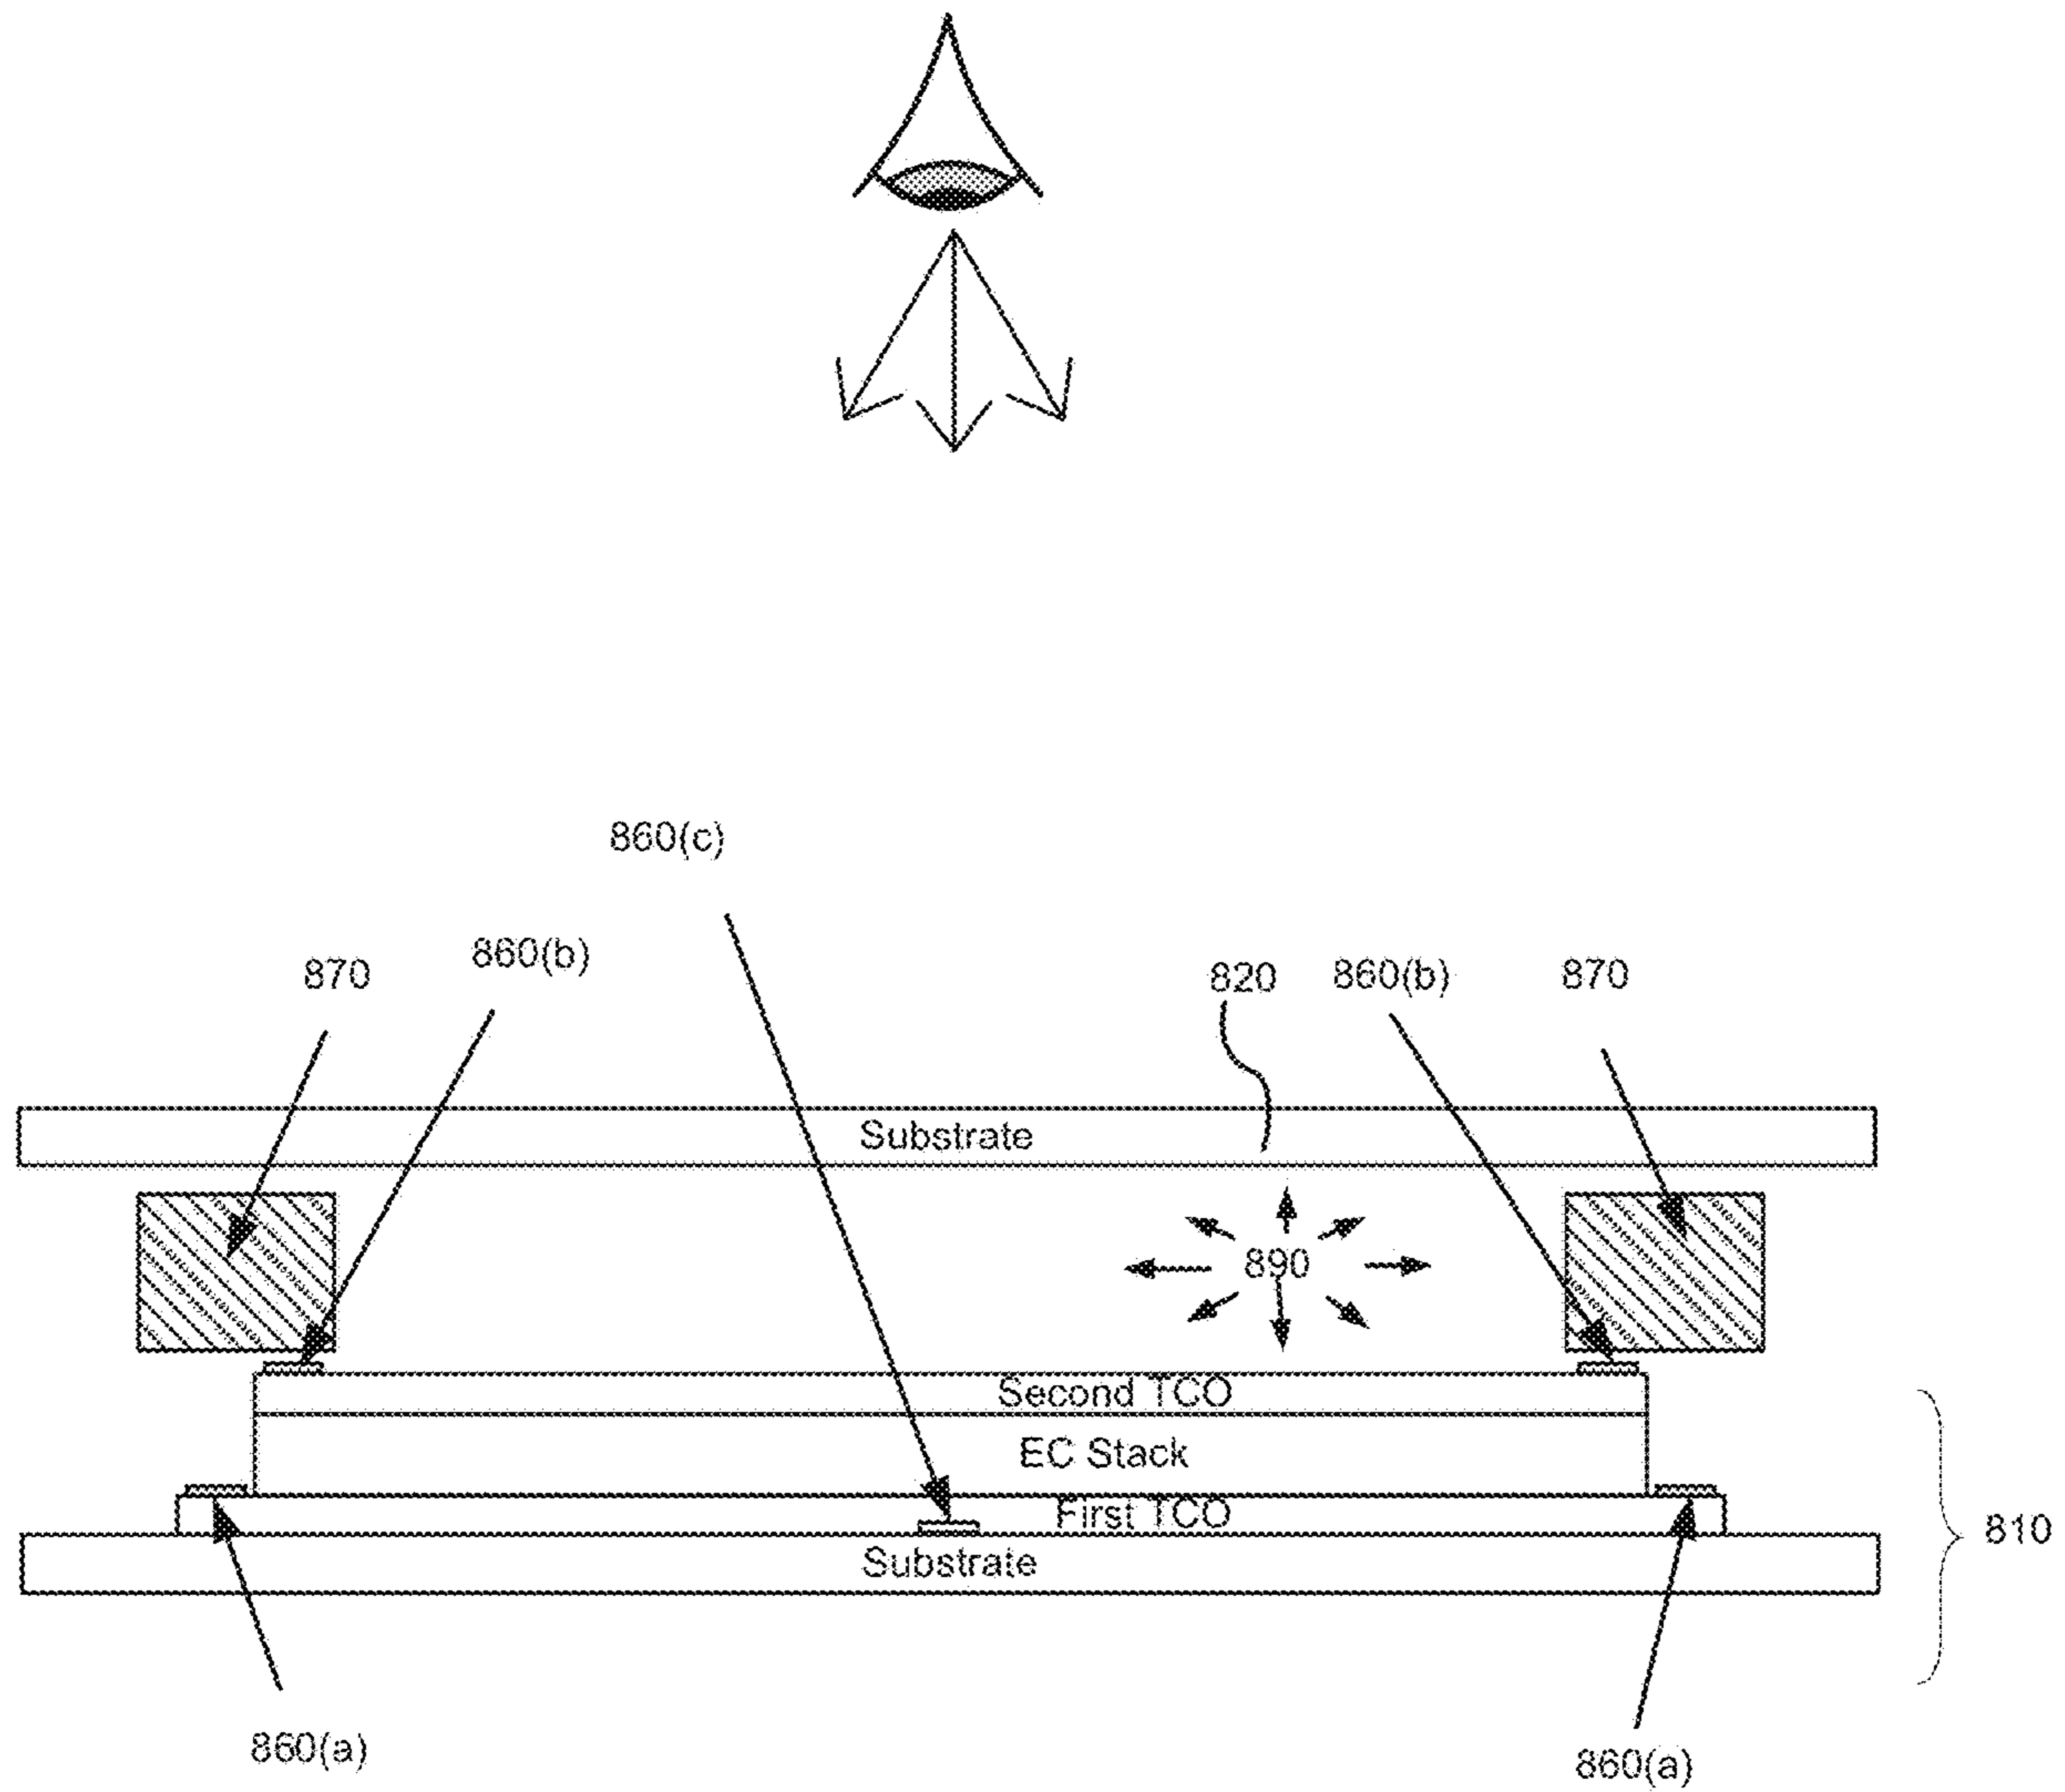 860(c)
870
860(b)
820
860(b)
870
Substrate
890
Second TCO
EC Stack
First TCO
Substrate
810
860(a)
860(a)